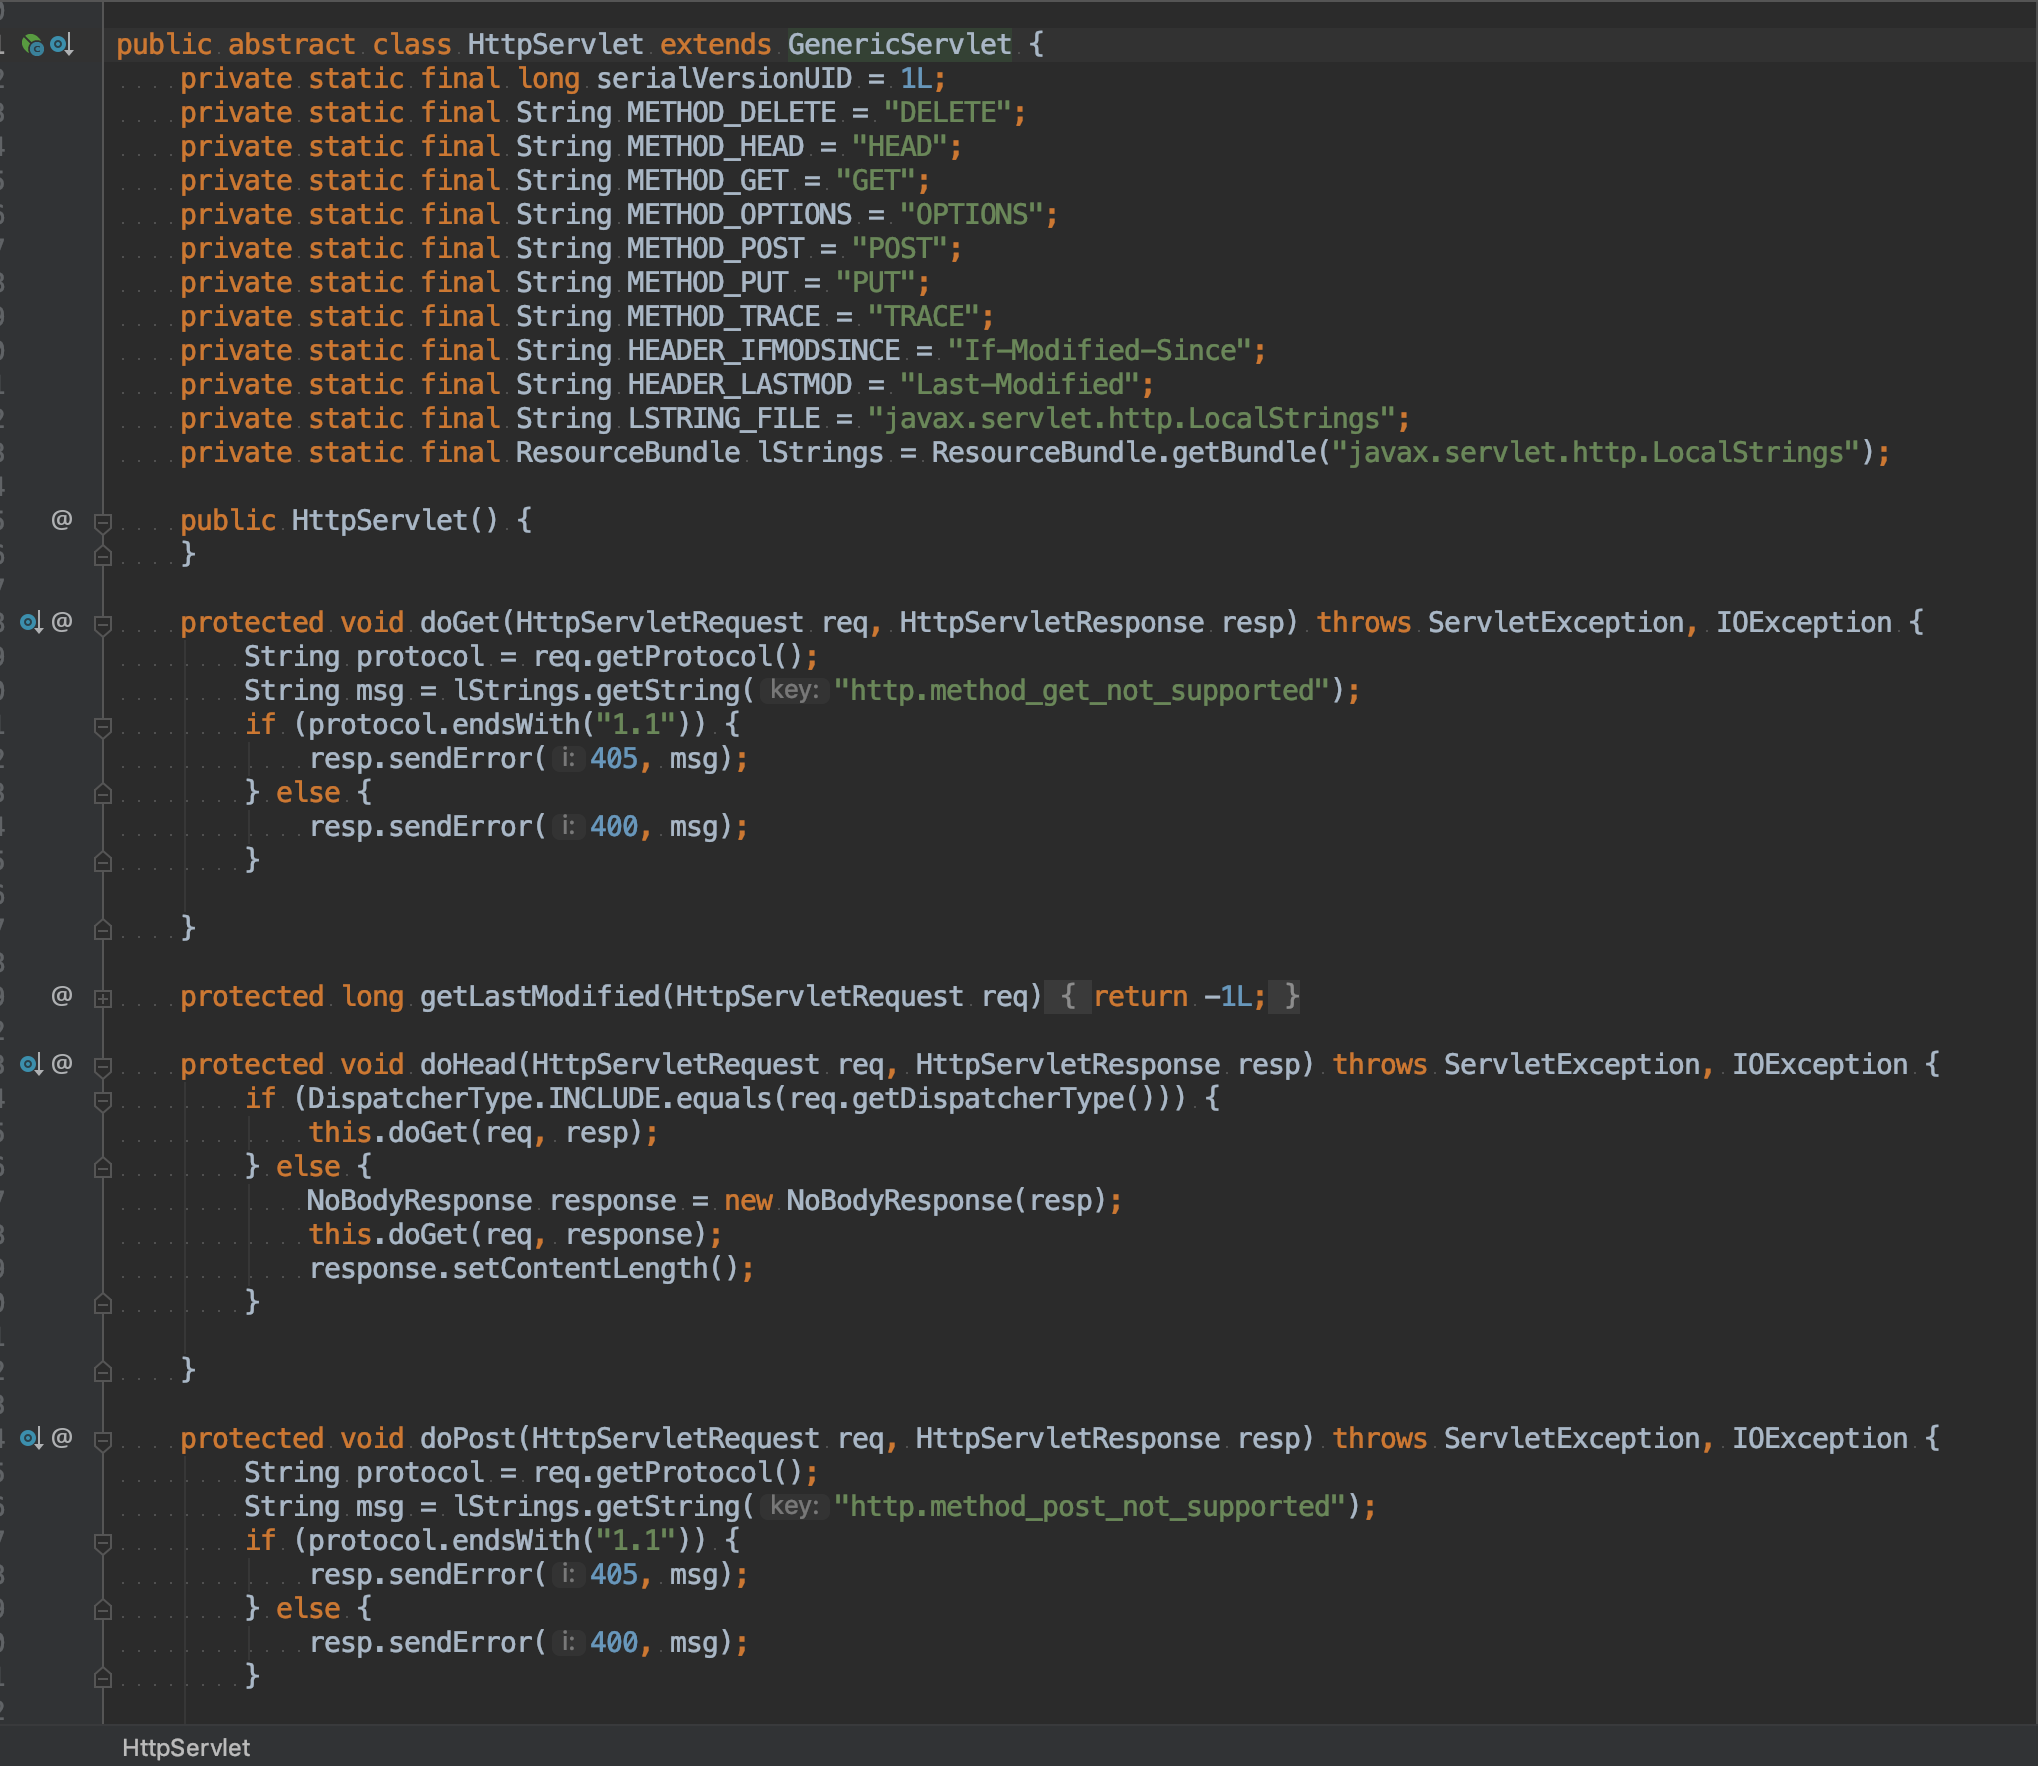 public abstract class HttpServlet extends GenericServlet {
    private static final long serialVersionUID = 1L;
    private static final String METHOD_DELETE = "DELETE";
    private static final String METHOD_HEAD = "HEAD";
    private static final String METHOD_GET = "GET";
    private static final String METHOD_OPTIONS = "OPTIONS";
    private static final String METHOD_POST = "POST";
    private static final String METHOD_PUT = "PUT";
    private static final String METHOD_TRACE = "TRACE";
    private static final String HEADER_IFMODSINCE = "If-Modified-Since";
    private static final String HEADER_LASTMOD = "Last-Modified";
    private static final String LSTRING_FILE = "javax.servlet.http.LocalStrings";
    private static final ResourceBundle lStrings = ResourceBundle.getBundle("javax.servlet.http.LocalStrings");
@    public HttpServlet() {
    }
@    protected void doGet(HttpServletRequest req, HttpServletResponse resp) throws ServletException, IOException {
        String protocol = req.getProtocol();
        String msg = lStrings.getString( key: "http.method_get_not_supported");
        if (protocol.endsWith("1.1")) {
            resp.sendError( i: 405, msg);
        } else {
            resp.sendError( i: 400, msg);
        }
    }
@    protected long getLastModified(HttpServletRequest req) { return -1L; }
@    protected void doHead(HttpServletRequest req, HttpServletResponse resp) throws ServletException, IOException {
        if (DispatcherType.INCLUDE.equals(req.getDispatcherType())) {
            this.doGet(req, resp);
        } else {
            NoBodyResponse response = new NoBodyResponse(resp);
            this.doGet(req, response);
            response.setContentLength();
        }
    }
@    protected void doPost(HttpServletRequest req, HttpServletResponse resp) throws ServletException, IOException {
        String protocol = req.getProtocol();
        String msg = lStrings.getString( key: "http.method_post_not_supported");
        if (protocol.endsWith("1.1")) {
            resp.sendError( i: 405, msg);
        } else {
            resp.sendError( i: 400, msg);
        }
HttpServlet